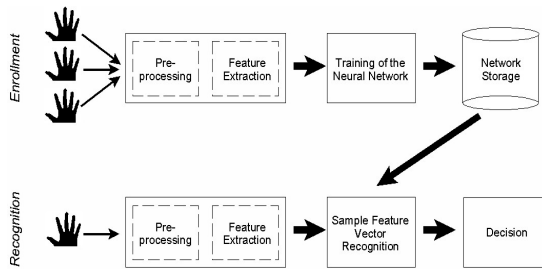 Enrollment
Pre-
processing
Feature
Extraction
Training of the
Neural Network
Network
Storage
Recognition
Pre-
processing
Feature
Extraction
Sample Feature
Vector
Recognition
Decision